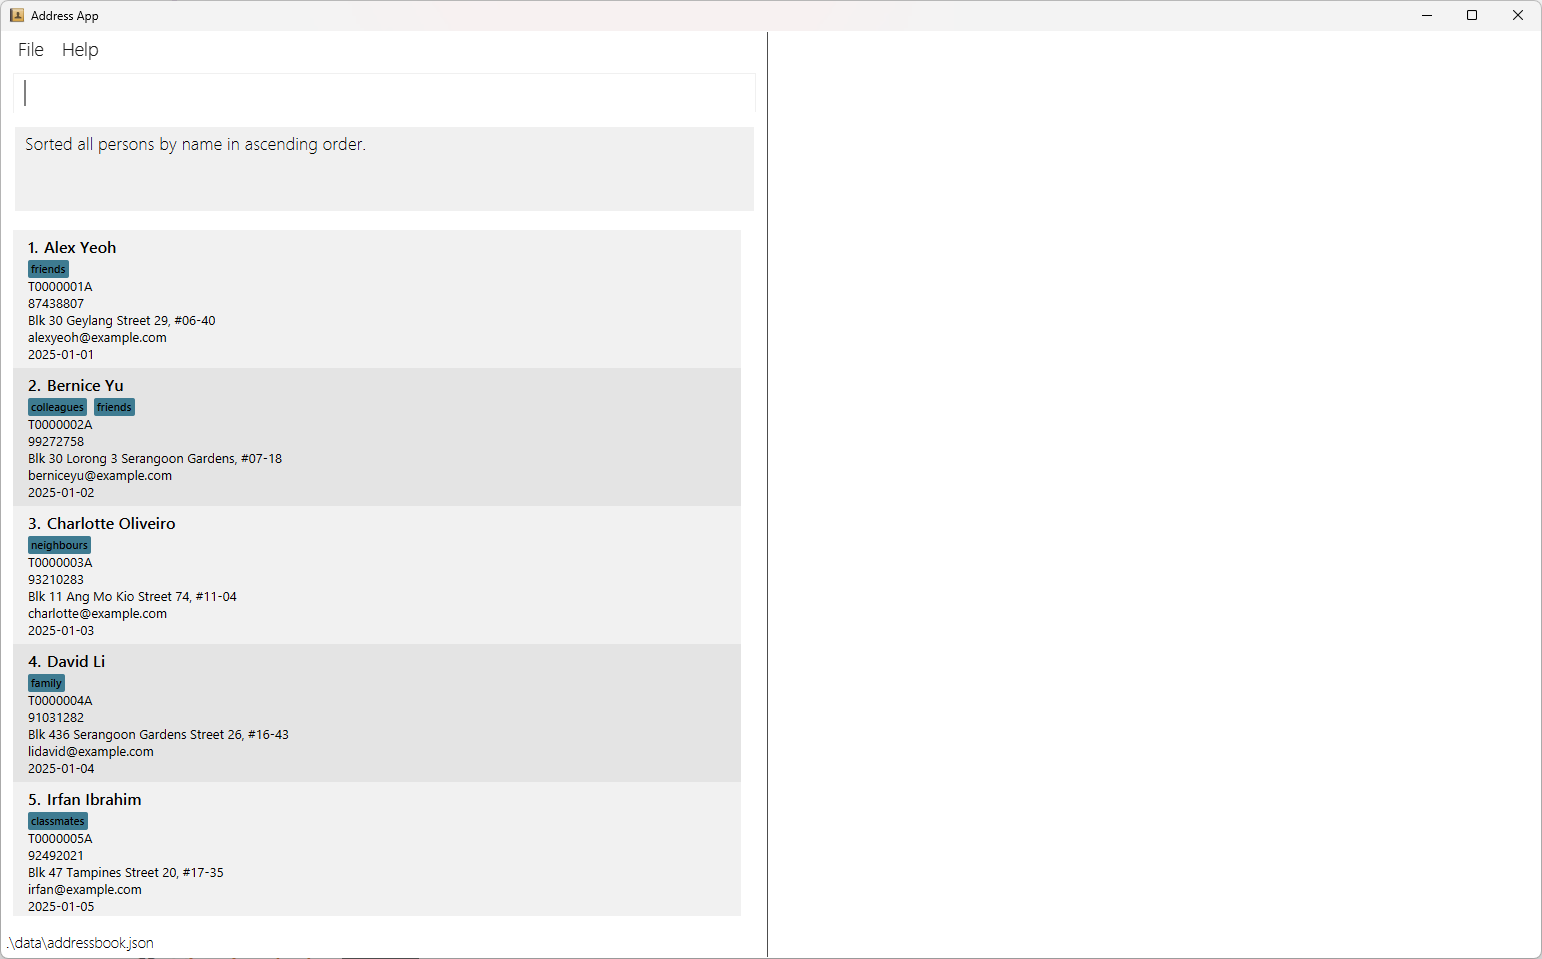 Address App
File Help
Sorted all persons by name in ascending order.
1. Alex Yeoh
friends
T0000001A
87438807
Blk 30 Geylang Street 29, #06-40
alexyeoh@example.com
2025-01-01
2. Bernice Yu
colleagues friends
T0000002A
99272758
Blk 30 Lorong 3 Serangoon Gardens, #07-18
berniceyu@example.com
2025-01-02
3. Charlotte Oliveiro
neighbours
T0000003A
93210283
Blk 11 Ang Mo Kio Street 74, #11-04
charlotte@example.com
2025-01-03
4. David Li
family
T0000004A
91031282
Blk 436 Serangoon Gardens Street 26, #16-43
lidavid@example.com
2025-01-04
5. Irfan Ibrahim
classmates
T0000005A
92492021
Blk 47 Tampines Street 20, #17-35
irfan@example.com
2025-01-05
.\data\addressbook.json